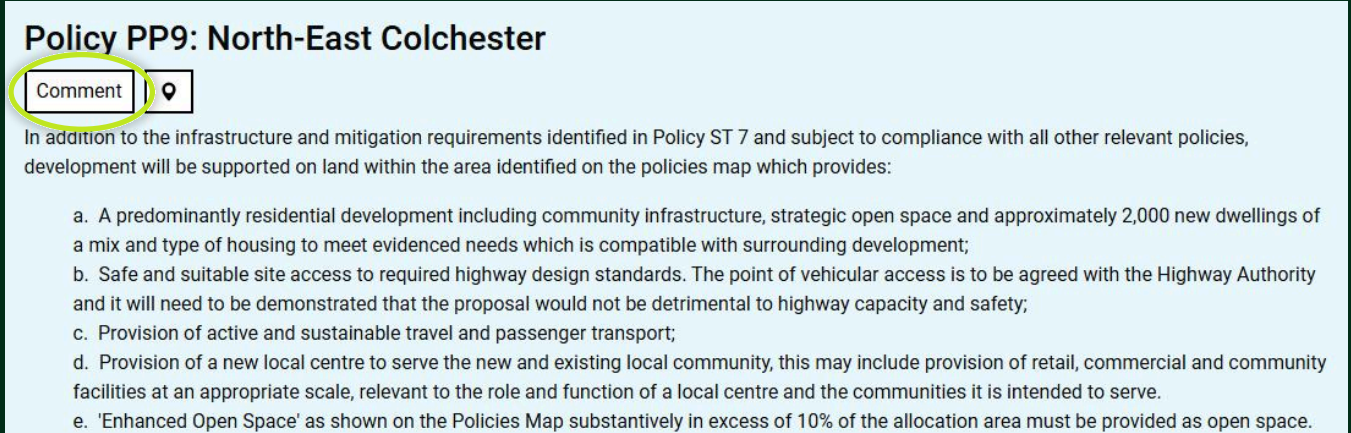 Policy PP9: North-East Colchester
Comment
In addition to the infrastructure and mitigation requirements identified in Policy ST 7 and subject to compliance with all other relevant policies,
development will be supported on land within the area identified on the policies map which provides:
a. A predominantly residential development including community infrastructure, strategic open space and approximately 2,000 new dwellings of
a mix and type of housing to meet evidenced needs which is compatible with surrounding development;
b. Safe and suitable site access to required highway design standards. The point of vehicular access is to be agreed with the Highway Authority
and it will need to be demonstrated that the proposal would not be detrimental to highway capacity and safety;
c. Provision of active and sustainable travel and passenger transport;
d. Provision of a new local centre to serve the new and existing local community, this may include provision of retail, commercial and community
facilities at an appropriate scale, relevant to the role and function of a local centre and the communities it is intended to serve.
e. 'Enhanced Open Space' as shown on the Policies Map substantively in excess of 10% of the allocation area must be provided as open space.